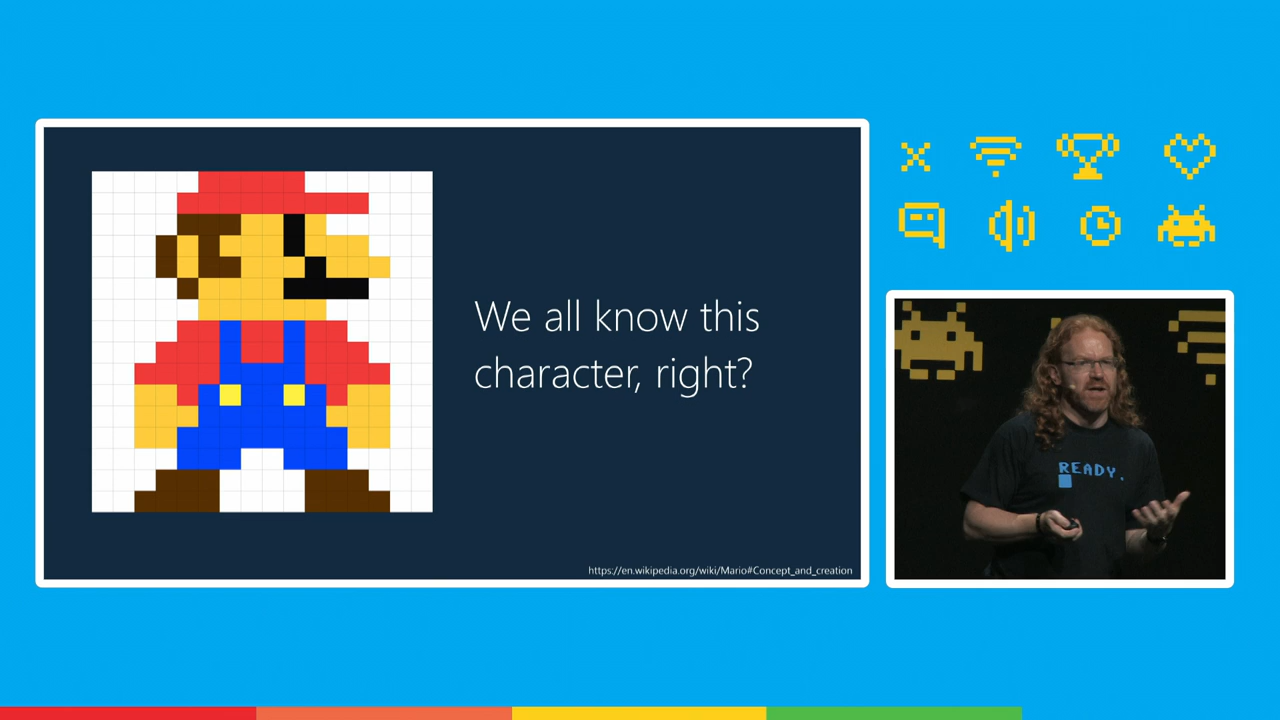 We all know this
character, right?
https://en.wikipedia.org/wiki/Mario#Concept_and_creation
READY.